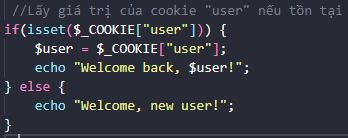 //Lấy giá trị của cookie "user" nếu tồn tại
if(isset($_COOKIE["user"])) {
    $user = $_COOKIE["user"];
    echo "Welcome back, $user!";
} else {
    echo "Welcome, new user!";
}